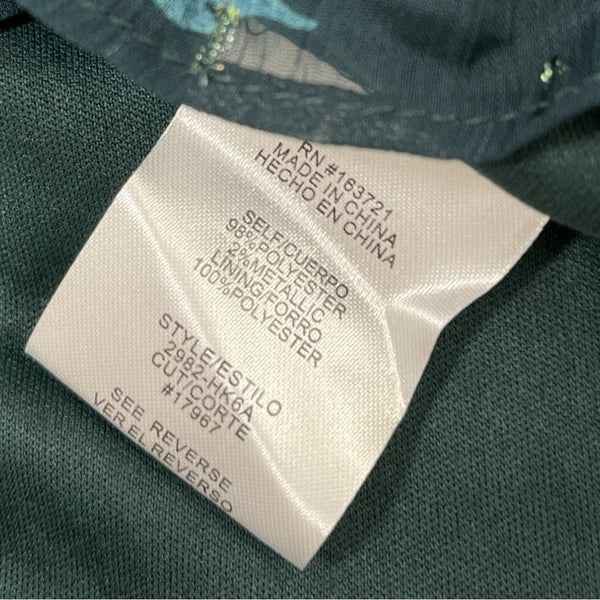 RN #163721
MADE IN CHINA
HECHO EN CHINA
SELF/CUERPO
98%POLYESTER
2%METALLIC
LINING/FORRO
100%POLYESTER
STYLE/ESTILO
2982-HK6A
CUT/CORTE
#17967
SEE REVERSE
VER EL REVERSO